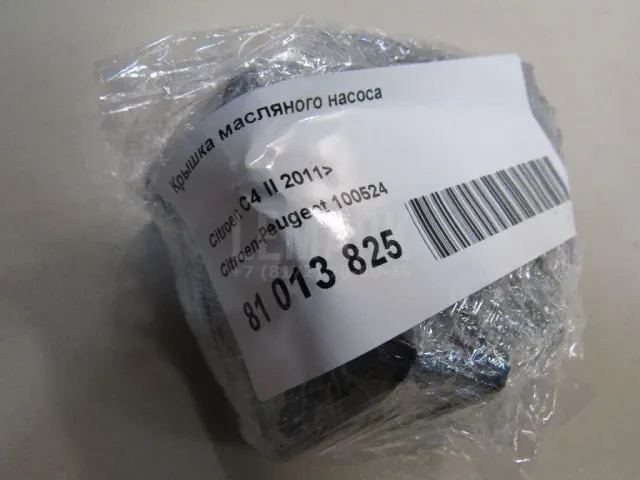 Крышка масляного насоса
Citroen C4 II 2011>
Citroen-Peugeot 100524
81 013 825